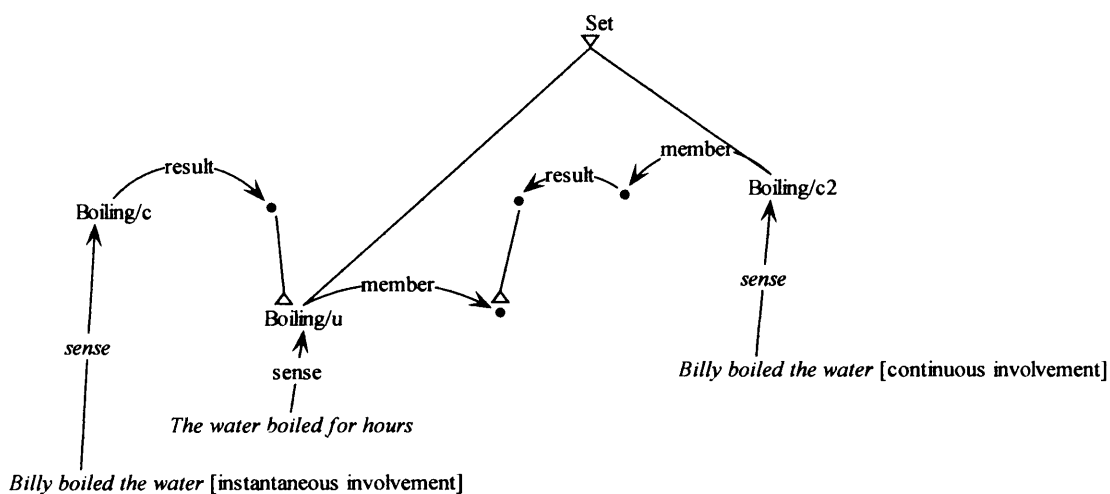 Set
member
result
result
Boiling/c2
Boiling/c
member
sense
Boiling/u
sense
sense
Billy boiled the water [continuous involvement]
The water boiled for hours
Billy boiled the water [instantaneous involvement]